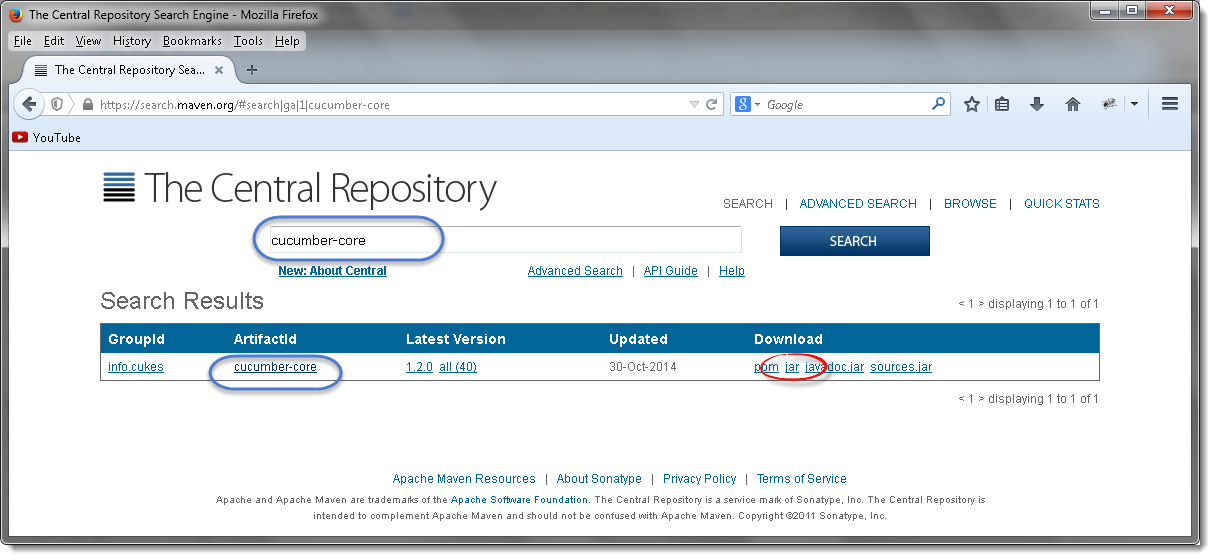 The Central Repository Search Engine - Mozilla Firefox
File Edit View History Bookmarks Tools Help
The Central Repository Sea...
https://search.maven.org/#search|ga|1|cucumber-core
Google
YouTube
The Central Repository
SEARCH | ADVANCED SEARCH | BROWSE | QUICK STATS
cucumber-core
SEARCH
New: About Central
Advanced Search | API Guide | Help
Search Results
< 1 > displaying 1 to 1 of 1
GroupId ArtifactId Latest Version Updated Download
info.cukes cucumber-core 1.2.0 all (40) 30-Oct-2014 pom jar javadoc.jar sources.jar
< 1 > displaying 1 to 1 of 1
Apache Maven Resources | About Sonatype | Privacy Policy | Terms of Service
Apache and Apache Maven are trademarks of the Apache Software Foundation. The Central Repository is a service mark of Sonatype, Inc. The Central Repository is
intended to complement Apache Maven and should not be confused with Apache Maven. Copyright ©2011 Sonatype, Inc.